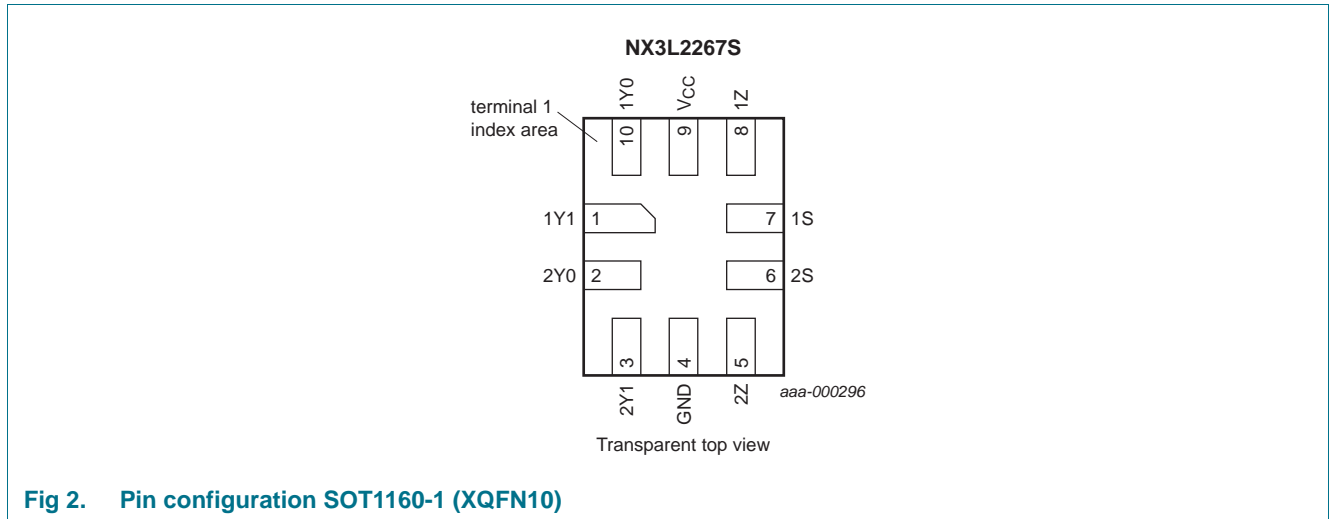 NX3L2267S
1Y0
VCC
1Z
terminal 1
index area
10
9
8
1Y1
1
7
1S
2Y0
2
6
2S
3
4
5
2Y1
GND
2Z
aaa-000296
Transparent top view
Fig 2. Pin configuration SOT1160-1 (XQFN10)